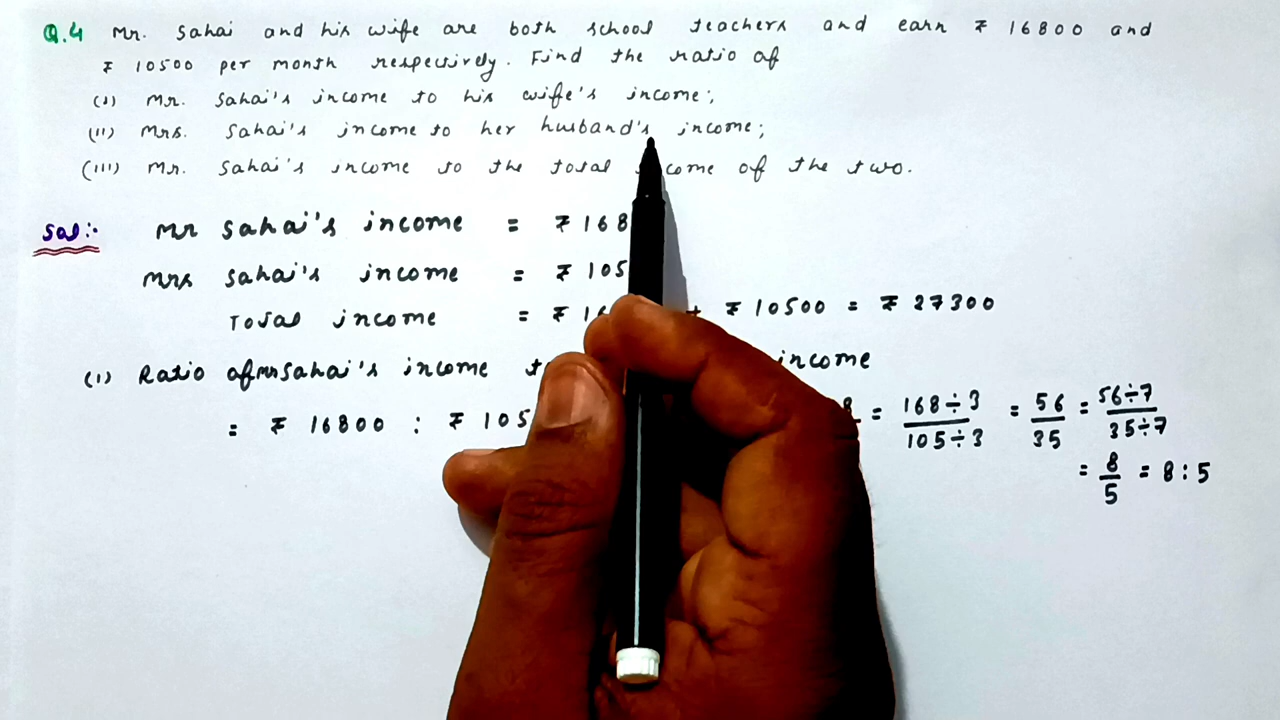 Q.4 Mr. Sahai and his wife are both school teachers and earn ₹ 16800 and
₹ 10500 per month respectively. Find the ratio of
(i) Mr. Sahai's income to his wife's income;
(ii) Mrs. Sahai's income to her husband's income;
(iii) Mr. Sahai's income to the total come of the two.
Sol:- Mr Sahai's income = ₹ 168
Mrs Sahai's income = ₹ 105
Total income = ₹ 16 + ₹ 10500 = ₹ 27300
(i) Ratio of Mr Sahai's income income
= ₹ 16800 : ₹ 105 8 = 168÷3/105÷3 = 56/35 = 56÷7/35÷7
= 8/5 = 8:5